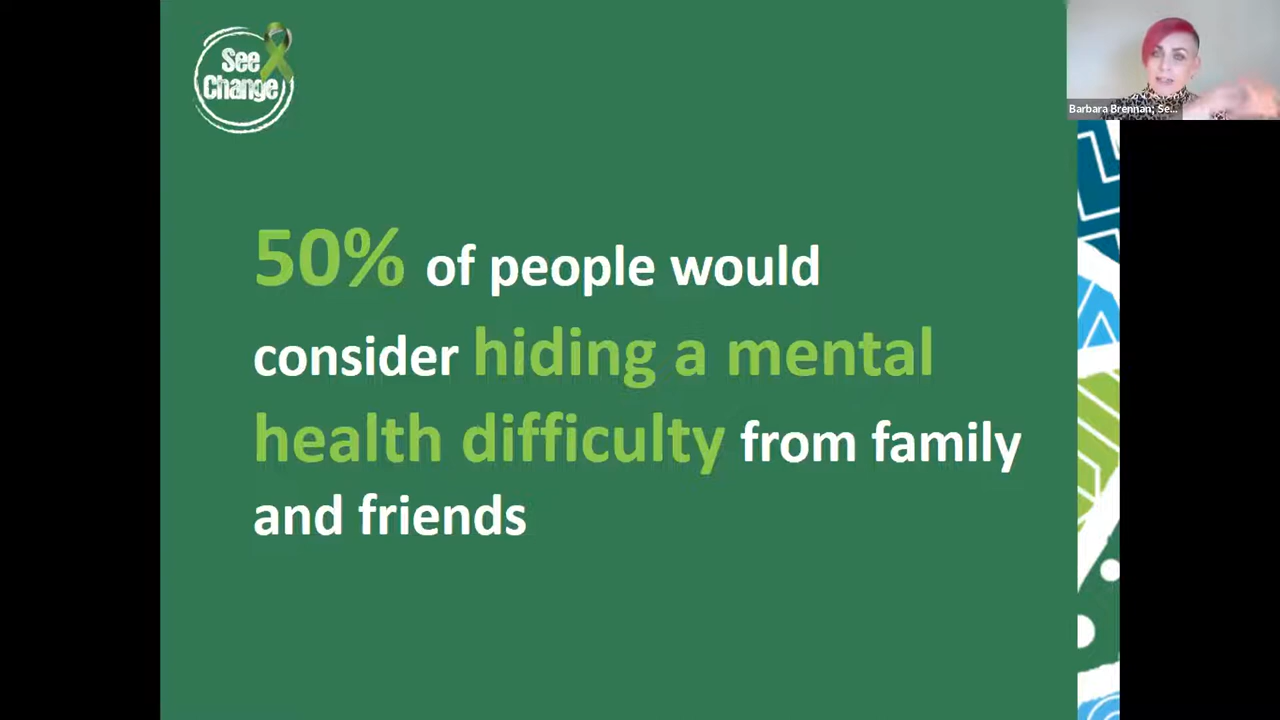 See
Change
Barbara Brennan; Se...
50% of people would
consider hiding a mental
health difficulty from family
and friends